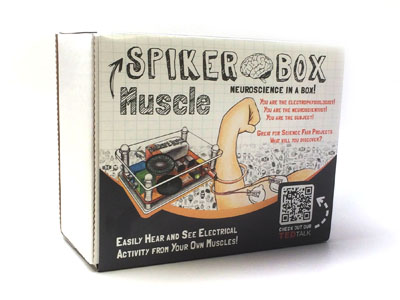 SPIKER BOX
NEUROSCIENCE IN A BOX!
Muscle
YOU ARE THE ELECTROPHYSIOLOGIST!
YOU ARE THE NEUROSCIENTIST!
YOU ARE THE SUBJECT!
GREAT FOR SCIENCE FAIR PROJECTS
WHAT WILL YOU DISCOVER?
EASILY HEAR AND SEE ELECTRICAL
ACTIVITY FROM YOUR OWN MUSCLES!
CHECK OUT OUR
TED TALK